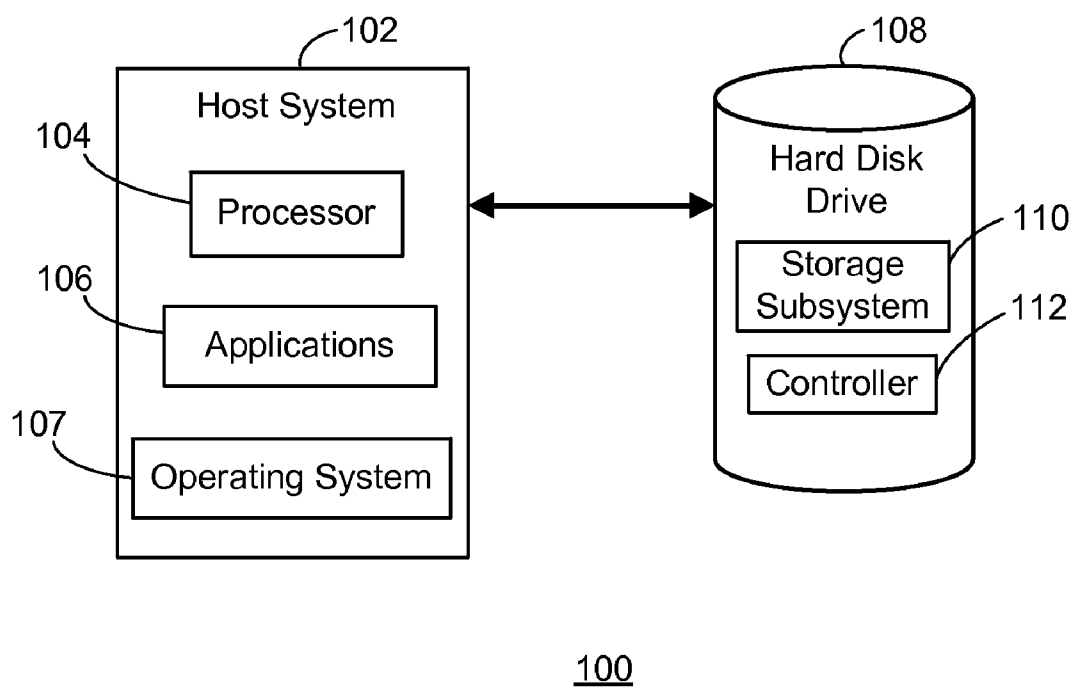 102
Host System
104
Processor
106
Applications
107
Operating System
108
Hard Disk
Drive
110
Storage
Subsystem
112
Controller
100